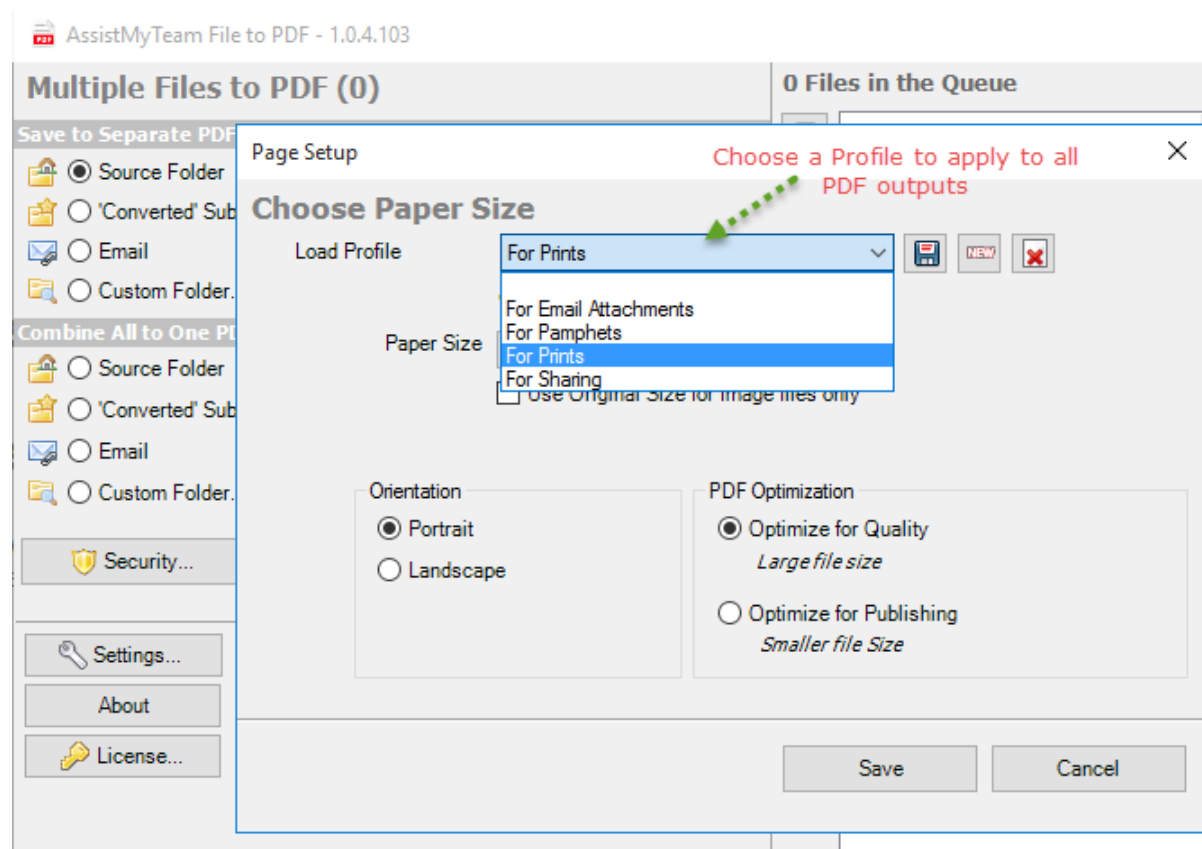 AssistMyTeam File to PDF - 1.0.4.103
Multiple Files to PDF (0)
0 Files in the Queue
Save to Separate PDF
Source Folder
'Converted' Sub
Email
Custom Folder.
Combine All to One
Source Folder
'Converted' Sub
Email
Custom Folder.
Security...
Settings...
About
License...
Page Setup
Choose a Profile to apply to all
PDF outputs
Choose Paper Size
Load Profile
For Prints
NEW
For Email Attachments
For Pamphets
For Prints
For Sharing
Paper Size
Use Original Size for image files only
Orientation
Portrait
Landscape
PDF Optimization
Optimize for Quality
Large file size
Optimize for Publishing
Smaller file Size
Save
Cancel